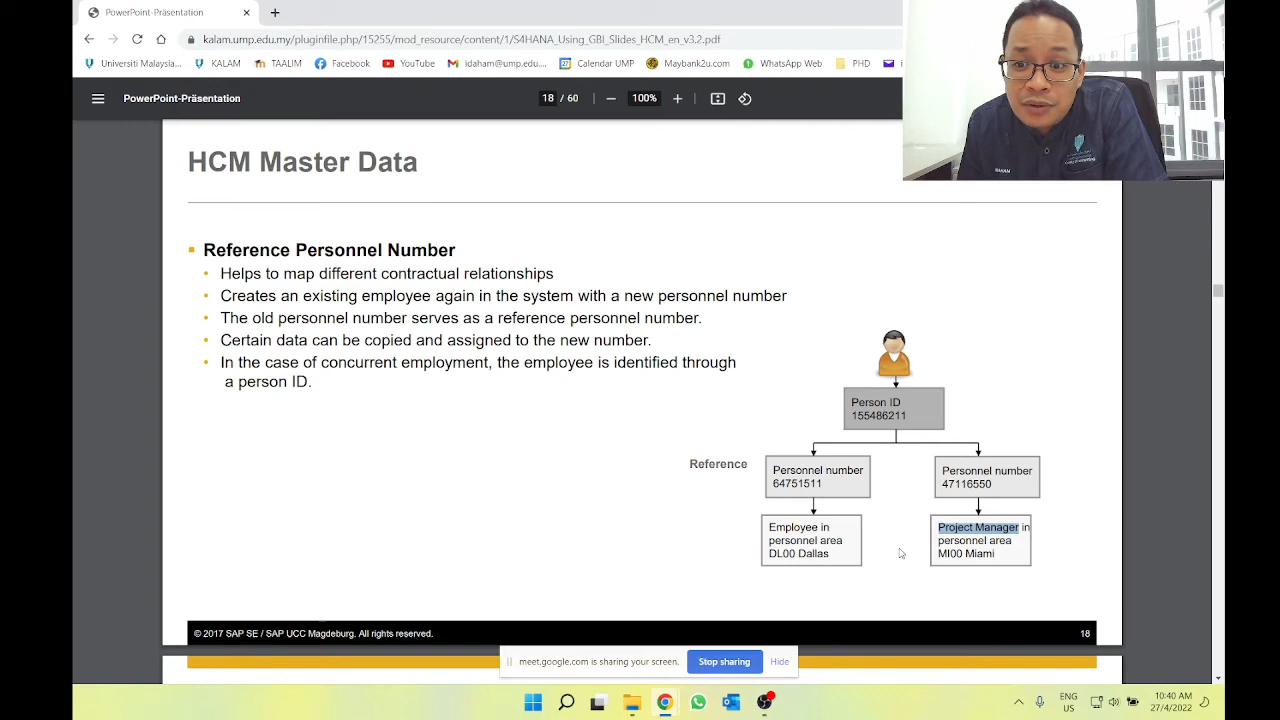 PowerPoint-Präsentation
kalam.ump.edu.my/pluginfile.php/15255/mod_resource/content/1/S4HANA_Using_GBI_Slides_HCM_en_v3.2.pdf
Universiti Malaysia... KALAM TAALIM Facebook YouTube bakam@ump.edu.... Calendar UMP Maybank2u.com WhatsApp Web PHD
PowerPoint-Präsentation 18 / 60 100%
HCM Master Data
Reference Personnel Number
• Helps to map different contractual relationships
• Creates an existing employee again in the system with a new personnel number
• The old personnel number serves as a reference personnel number.
• Certain data can be copied and assigned to the new number.
• In the case of concurrent employment, the employee is identified through
a person ID.
Person ID
155486211
Reference
Personnel number
64751511
Personnel number
47116550
Employee in
personnel area
DL00 Dallas
Project Manager in
personnel area
MI00 Miami
© 2017 SAP SE / SAP UCC Magdeburg. All rights reserved. 18
meet.google.com is sharing your screen. Stop sharing Hide
ENG
US
10:40 AM
27/4/2022